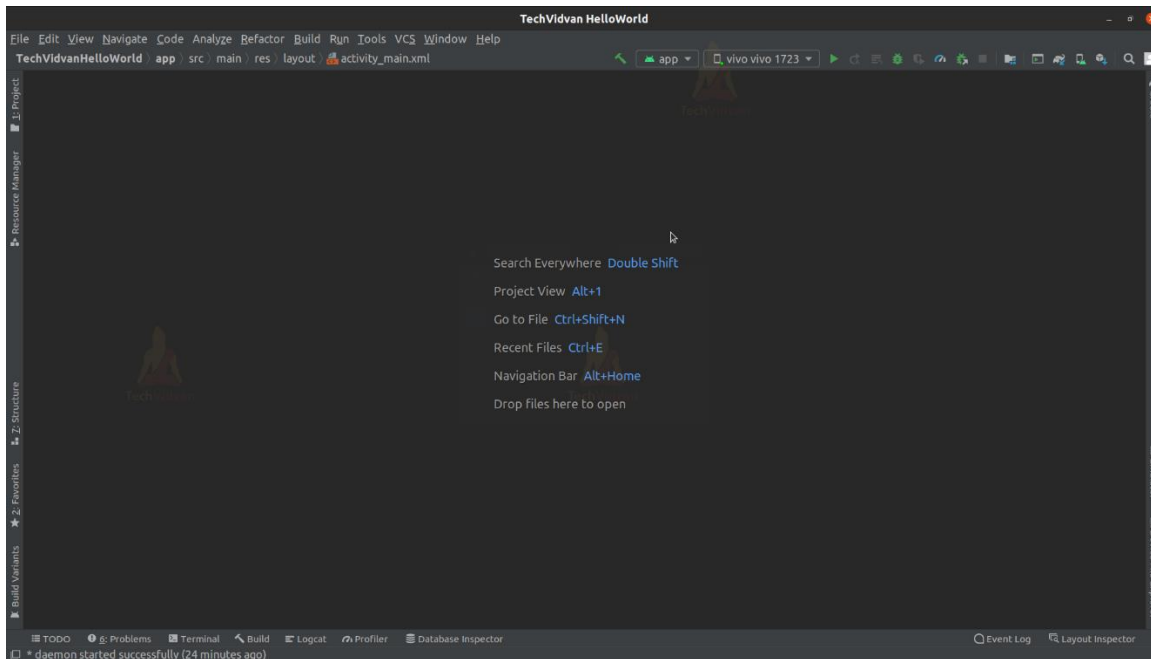 TechVidvan HelloWorld
File Edit View Navigate Code Analyze Refactor Build Run Tools VCS Window Help
TechVidvanHelloWorld app src main res layout activity_main.xml app vivo vivo 1723
1: Project
Resource Manager
Search Everywhere Double Shift
Project View Alt+1
Go to File Ctrl+Shift+N
Recent Files Ctrl+E
Navigation Bar Alt+Home
Drop files here to open
TechVidvan
Z: Structure
2: Favorites
Build Variants
TODO 6: Problems Terminal Build Logcat Profiler Database Inspector Event Log Layout Inspector
* daemon started successfully (24 minutes ago)